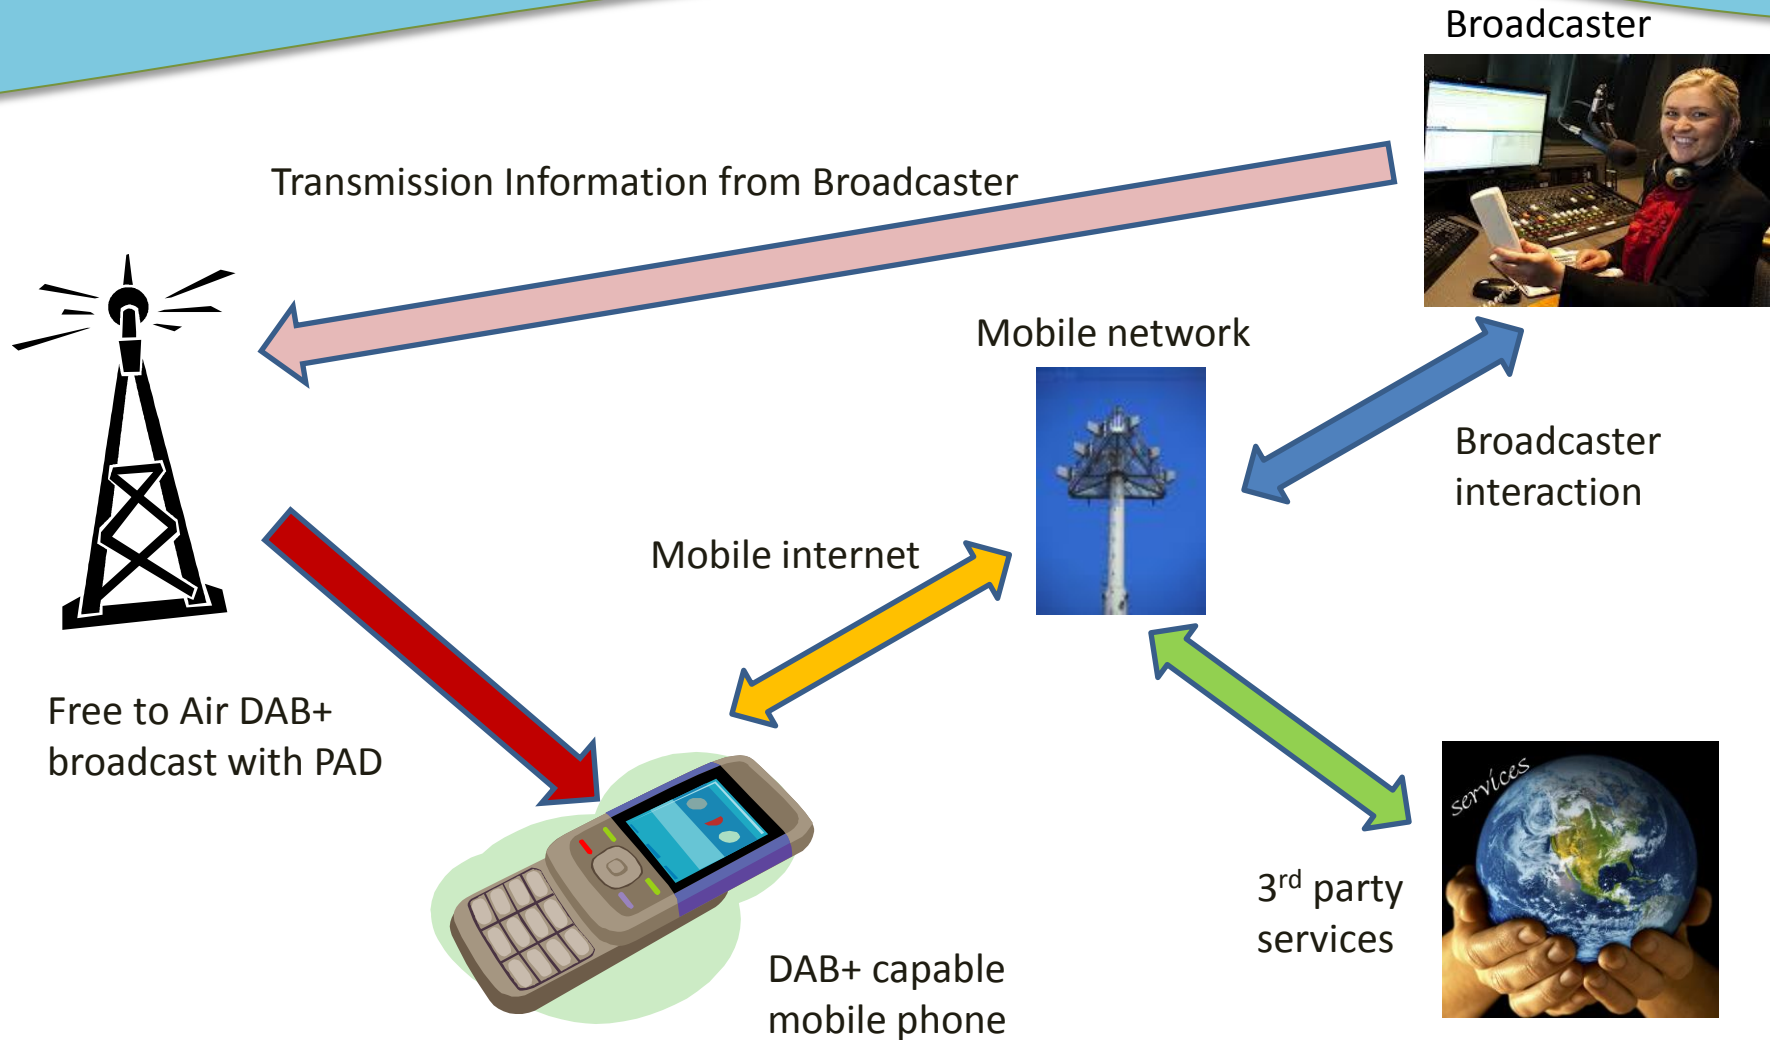 Broadcaster
Transmission Information from Broadcaster
Mobile network
Broadcaster
interaction
Mobile internet
Free to Air DAB+
broadcast with PAD
services
3rd party
services
DAB+ capable
mobile phone